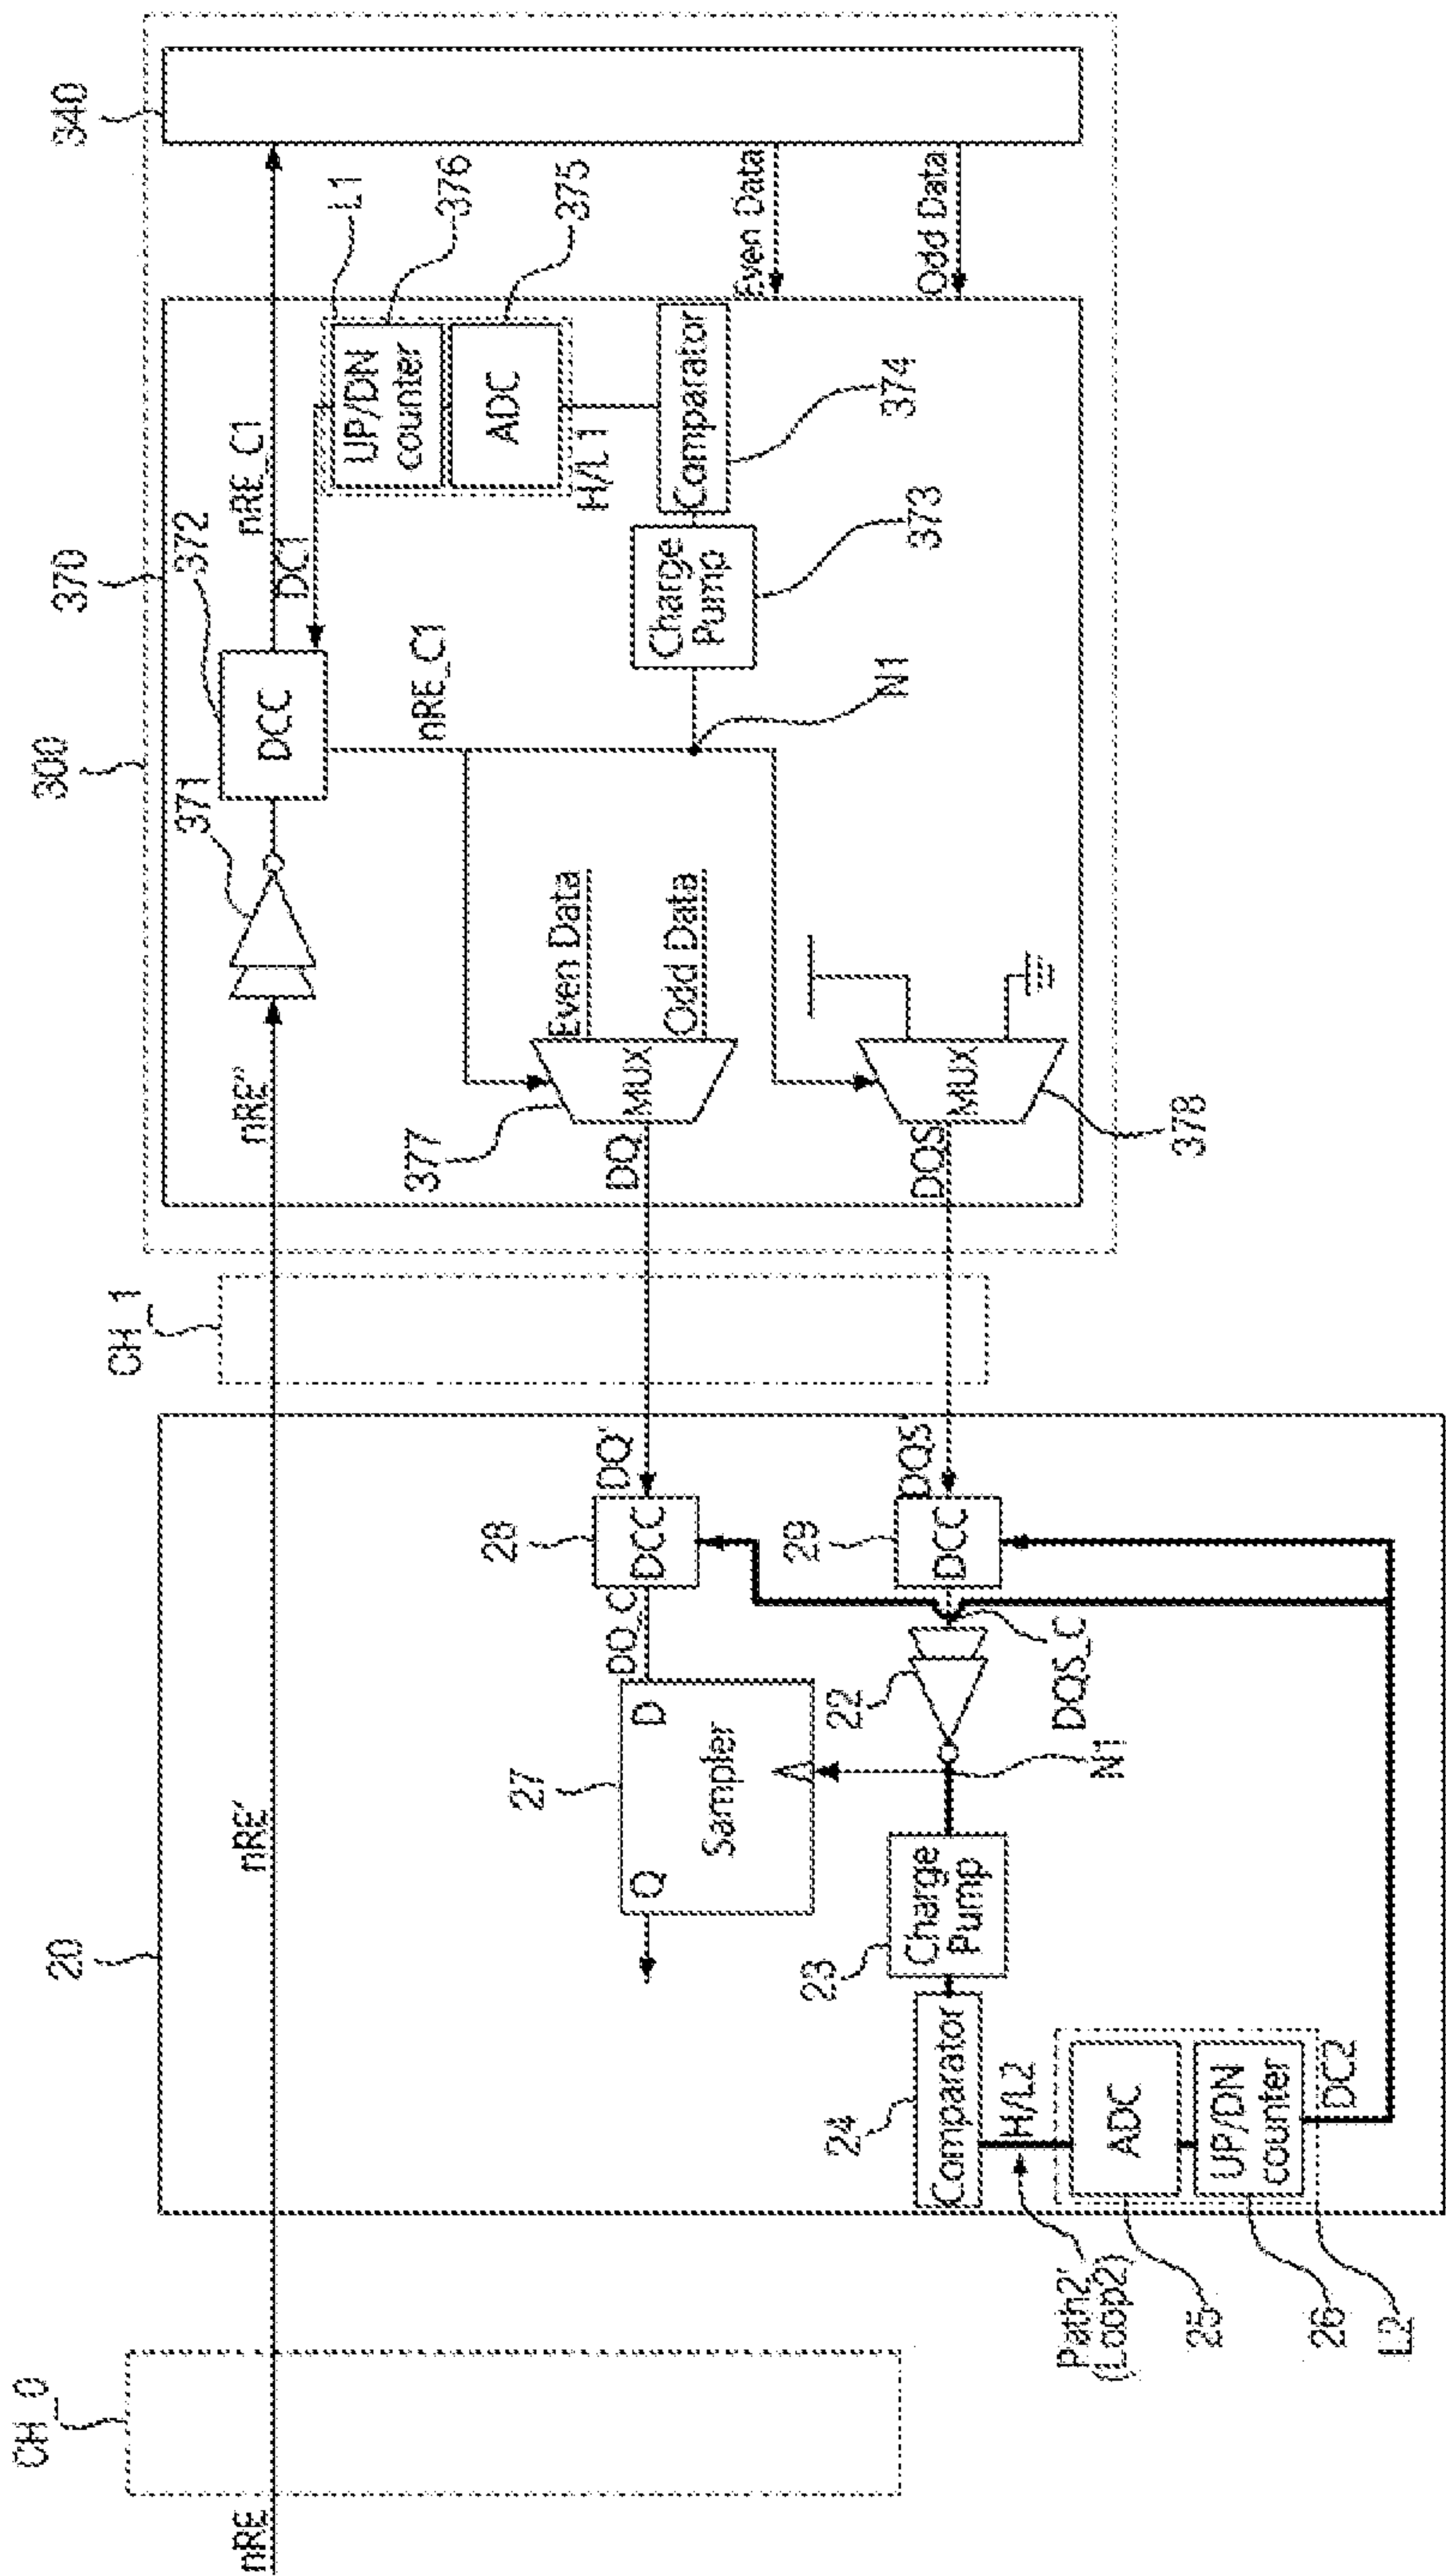 CH_0
20
CH_1
300
370
340
nRE
nRE'
nRE''
371
372
DCC
nRE_C1
DC1
L1
376
375
UP/DN
counter
ADC
H/L1
nRE_C1
Comparator
374
Charge
Pump
373
N1
Even Data
Odd Data
Even Data
Odd Data
377
MUX
DQ
MUX
DQS
378
28
DQ'
DCC
DQ_C
27
D
Q
Sampler
29
DQS'
DCC
DQS_C
22
N1
Charge
Pump
23
Comparator
24
H/L2
Path2'
(Loop2)
ADC
25
UP/DN
counter
26
L2
DC2